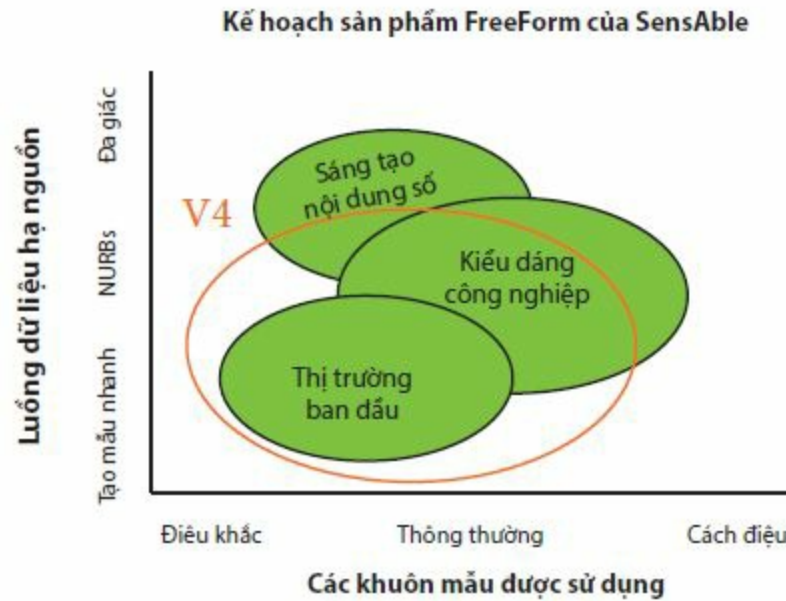 Kế hoạch sản phẩm FreeForm của SensAble
Luồng dữ liệu hạ nguồn
Đa giác
NURBs
Tạo mẫu nhanh
V4
Sáng tạo
nội dung số
Kiểu dáng
công nghiệp
Thị trường
ban dầu
Điêu khắc
Thông thường
Cách điệu
Các khuôn mẫu dược sử dụng